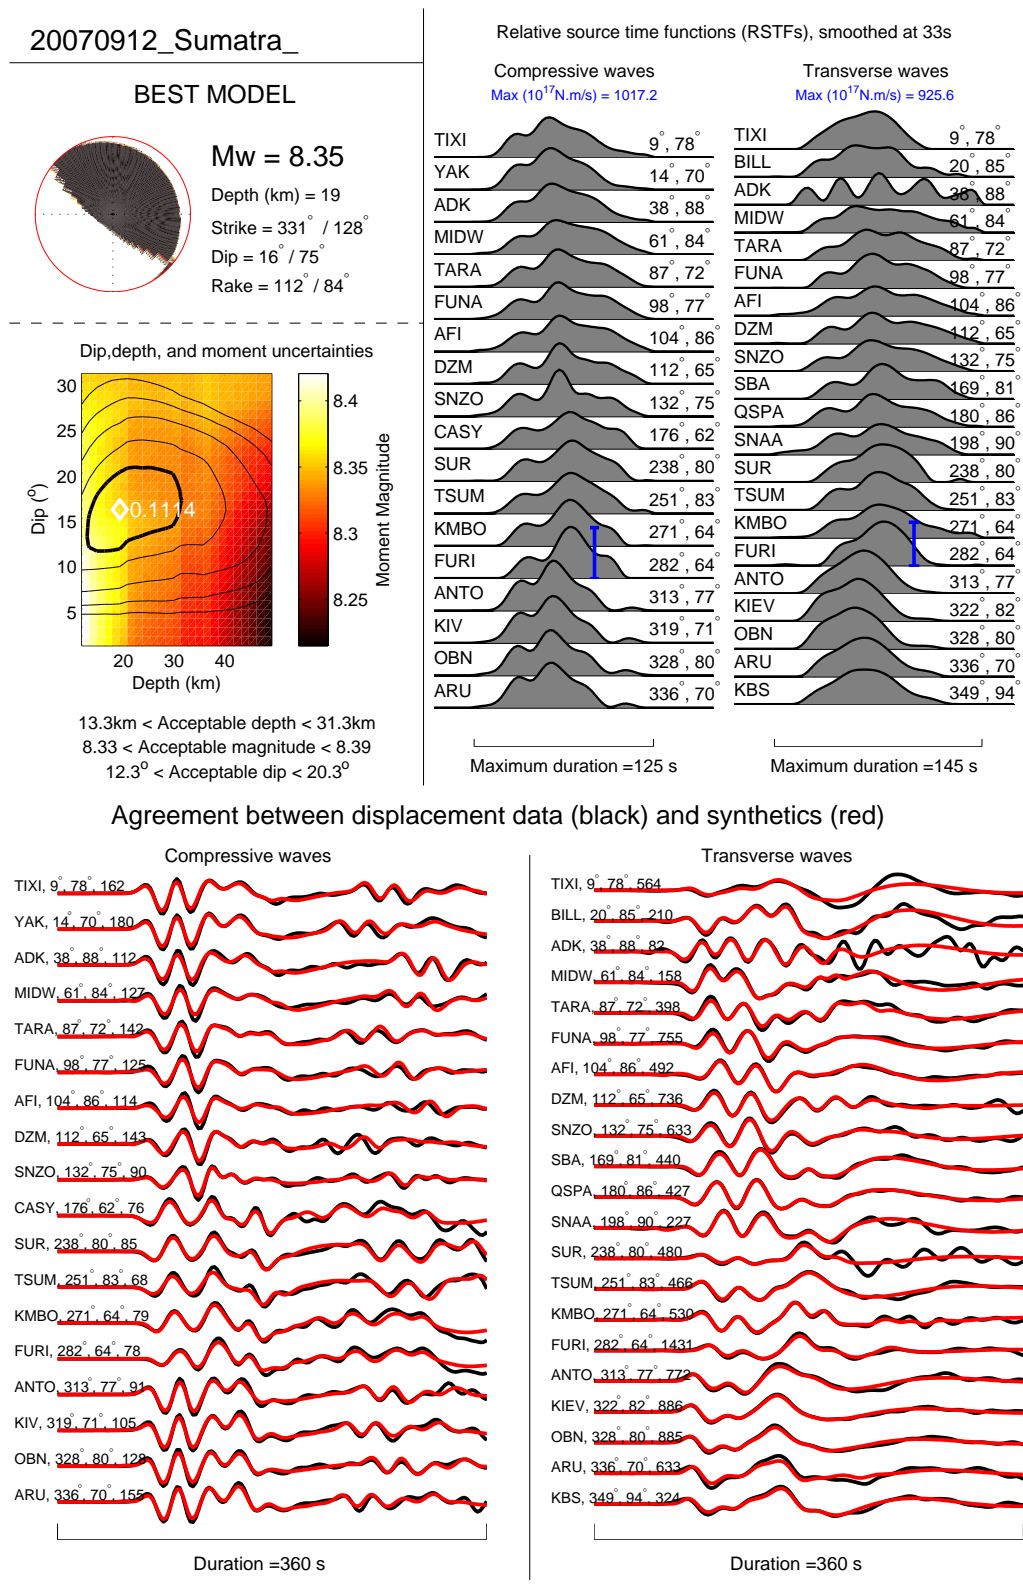 20070912_Sumatra_
BEST MODEL
Mw = 8.35
Depth (km) = 19
Strike = 331° / 128°
Dip = 16° / 75°
Rake = 112° / 84°
Dip,depth, and moment uncertainties
30
25
20
15
10
5
Dip (°)
0.1114
20 30 40
Depth (km)
8.4
8.35
8.3
8.25
Moment Magnitude
13.3km < Acceptable depth < 31.3km
8.33 < Acceptable magnitude < 8.39
12.3° < Acceptable dip < 20.3°
Relative source time functions (RSTFs), smoothed at 33s
Compressive waves
Max (10^17N.m/s) = 1017.2
TIXI 9°, 78°
YAK 14°, 70°
ADK 38°, 88°
MIDW 61°, 84°
TARA 87°, 72°
FUNA 98°, 77°
AFI 104°, 86°
DZM 112°, 65°
SNZO 132°, 75°
CASY 176°, 62°
SUR 238°, 80°
TSUM 251°, 83°
KMBO 271°, 64°
FURI 282°, 64°
ANTO 313°, 77°
KIV 319°, 71°
OBN 328°, 80°
ARU 336°, 70°
Maximum duration =125 s
Transverse waves
Max (10^17N.m/s) = 925.6
TIXI 9°, 78°
BILL 20°, 85°
ADK 38°, 88°
MIDW 61°, 84°
TARA 87°, 72°
FUNA 98°, 77°
AFI 104°, 86°
DZM 112°, 65°
SNZO 132°, 75°
SBA 169°, 81°
QSPA 180°, 86°
SNAA 198°, 90°
SUR 238°, 80°
TSUM 251°, 83°
KMBO 271°, 64°
FURI 282°, 64°
ANTO 313°, 77°
KIEV 322°, 82°
OBN 328°, 80°
ARU 336°, 70°
KBS 349°, 94°
Maximum duration =145 s
Agreement between displacement data (black) and synthetics (red)
Compressive waves
TIXI, 9°, 78°, 162
YAK, 14°, 70°, 180
ADK, 38°, 88°, 112
MIDW, 61°, 84°, 127
TARA, 87°, 72°, 142
FUNA, 98°, 77°, 125
AFI, 104°, 86°, 114
DZM, 112°, 65°, 143
SNZO, 132°, 75°, 90
CASY, 176°, 62°, 76
SUR, 238°, 80°, 85
TSUM, 251°, 83°, 68
KMBO, 271°, 64°, 79
FURI, 282°, 64°, 78
ANTO, 313°, 77°, 91
KIV, 319°, 71°, 105
OBN, 328°, 80°, 128
ARU, 336°, 70°, 155
Duration =360 s
Transverse waves
TIXI, 9°, 78°, 564
BILL, 20°, 85°, 210
ADK, 38°, 88°, 82
MIDW, 61°, 84°, 158
TARA, 87°, 72°, 398
FUNA, 98°, 77°, 755
AFI, 104°, 86°, 492
DZM, 112°, 65°, 736
SNZO, 132°, 75°, 633
SBA, 169°, 81°, 440
QSPA, 180°, 86°, 427
SNAA, 198°, 90°, 227
SUR, 238°, 80°, 480
TSUM, 251°, 83°, 466
KMBO, 271°, 64°, 530
FURI, 282°, 64°, 1431
ANTO, 313°, 77°, 772
KIEV, 322°, 82°, 886
OBN, 328°, 80°, 885
ARU, 336°, 70°, 633
KBS, 349°, 94°, 324
Duration =360 s